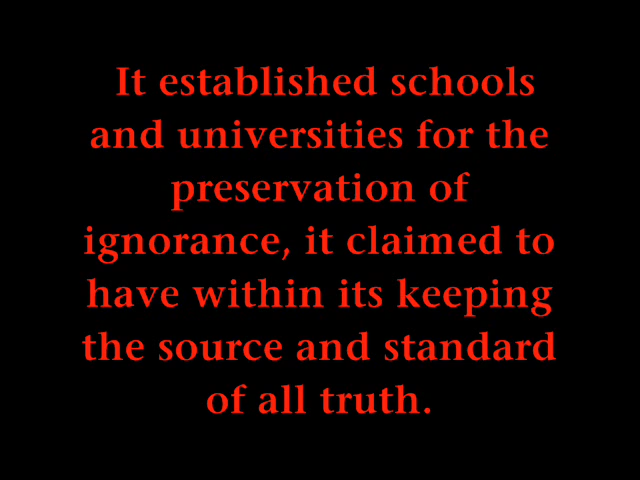 It established schools
and universities for the
preservation of
ignorance, it claimed to
have within its keeping
the source and standard
of all truth.